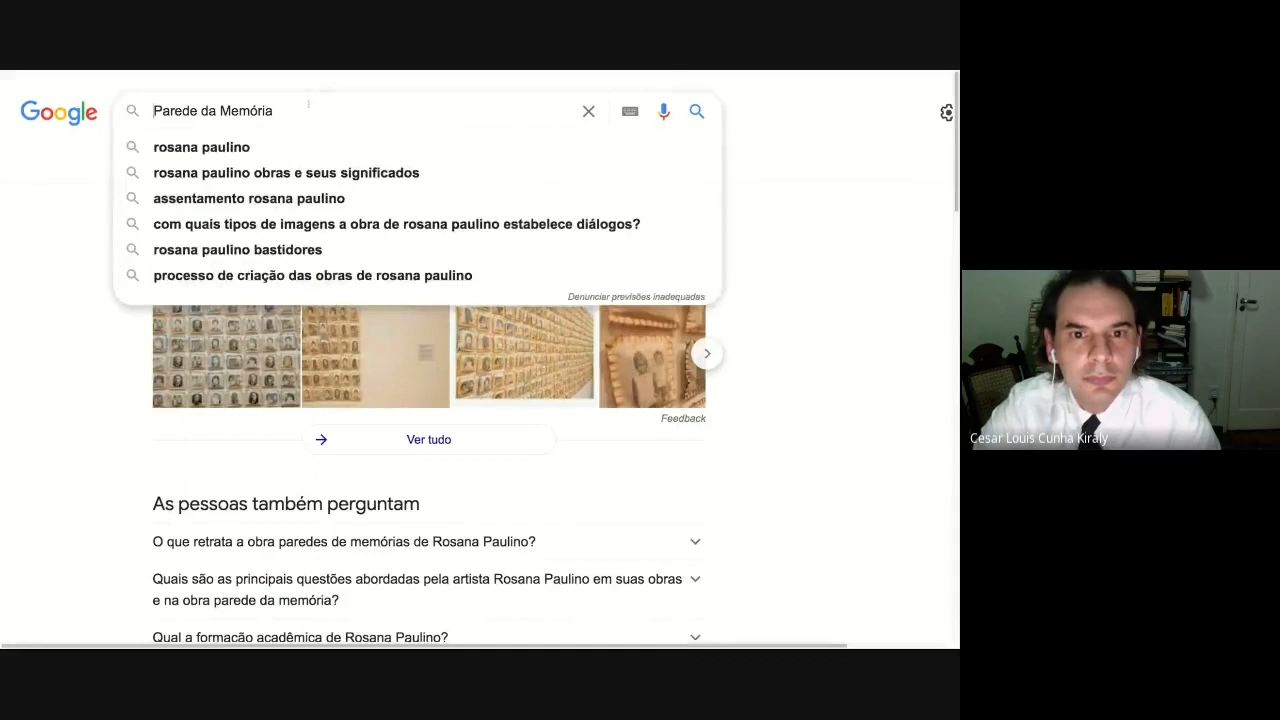 Google
Parede da Memória
rosana paulino
rosana paulino obras e seus significados
assentamento rosana paulino
com quais tipos de imagens a obra de rosana paulino estabelece diálogos?
rosana paulino bastidores
processo de criação das obras de rosana paulino
Denunciar previsões inadequadas
Feedback
Ver tudo
As pessoas também perguntam
O que retrata a obra paredes de memórias de Rosana Paulino?
Quais são as principais questões abordadas pela artista Rosana Paulino em suas obras
e na obra parede da memória?
Qual a formação acadêmica de Rosana Paulino?
Cesar Louis Cunha Kiraly